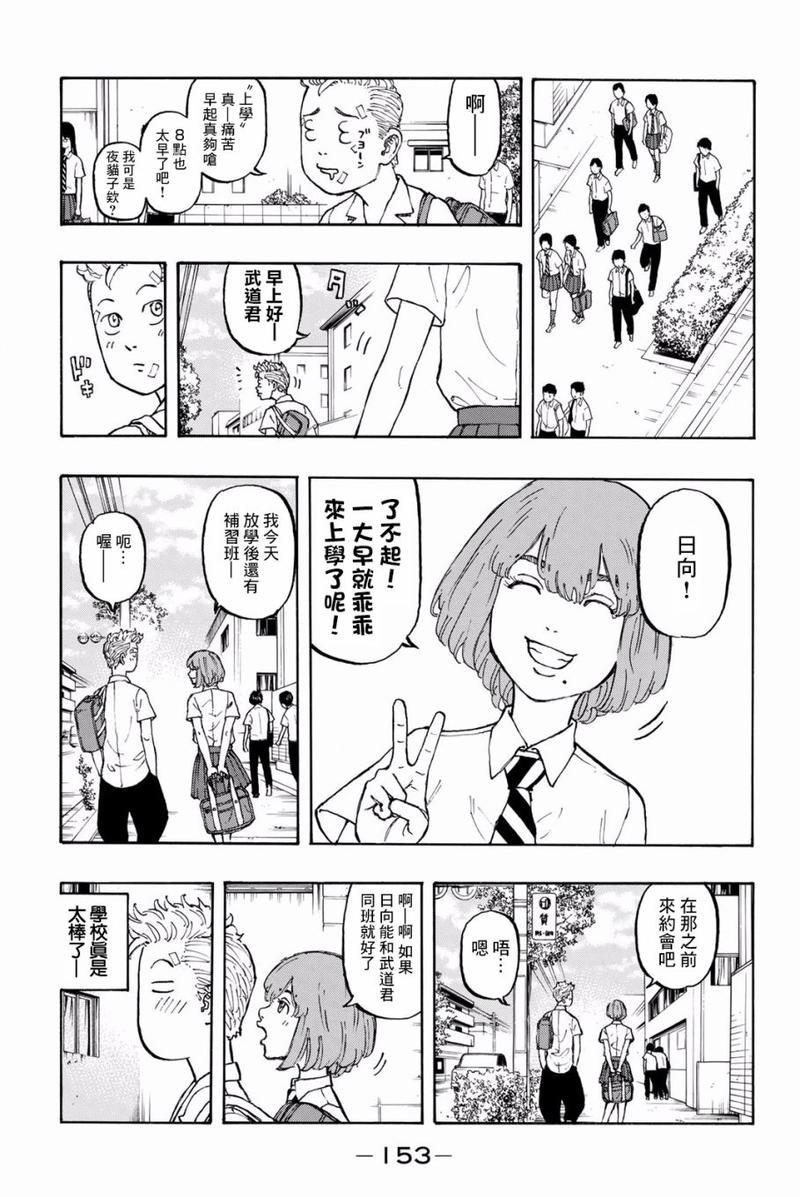 啊──
"上學"
真─痛苦
早起真夠嗆
8點也
太早了吧！
我可是
夜貓子欸？
ブヨーン
早上好─
武道君
ドキ
日向！
了不起！
一大早就乖乖
來上學了呢！
我今天
放學後還有
補習班─
呃…
喔──
在那之前
來約會吧
唔…
嗯
啊─啊 如果
日向能和武道君
同班就好了
學校真是
太棒了─
─153─